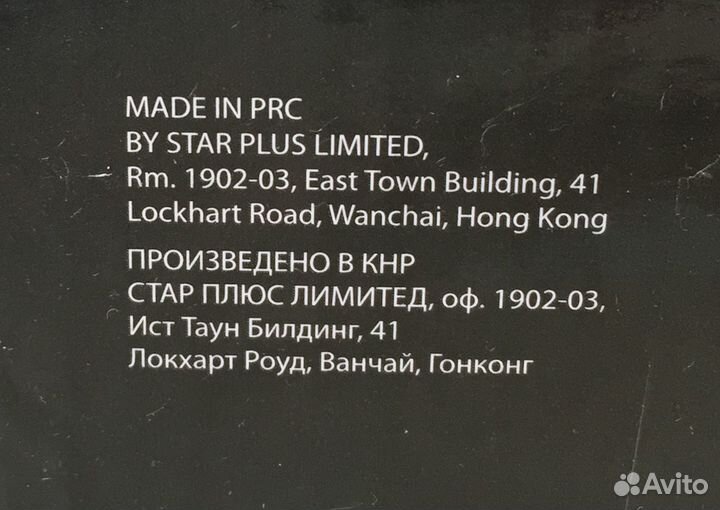 MADE IN PRC
BY STAR PLUS LIMITED,
Rm. 1902-03, East Town Building, 41
Lockhart Road, Wanchai, Hong Kong
ПРОИЗВЕДЕНО В КНР
СТАР ПЛЮС ЛИМИТЕД, оф. 1902-03,
Ист Таун Билдинг, 41
Локхарт Роуд, Ванчай, Гонконг
Avito